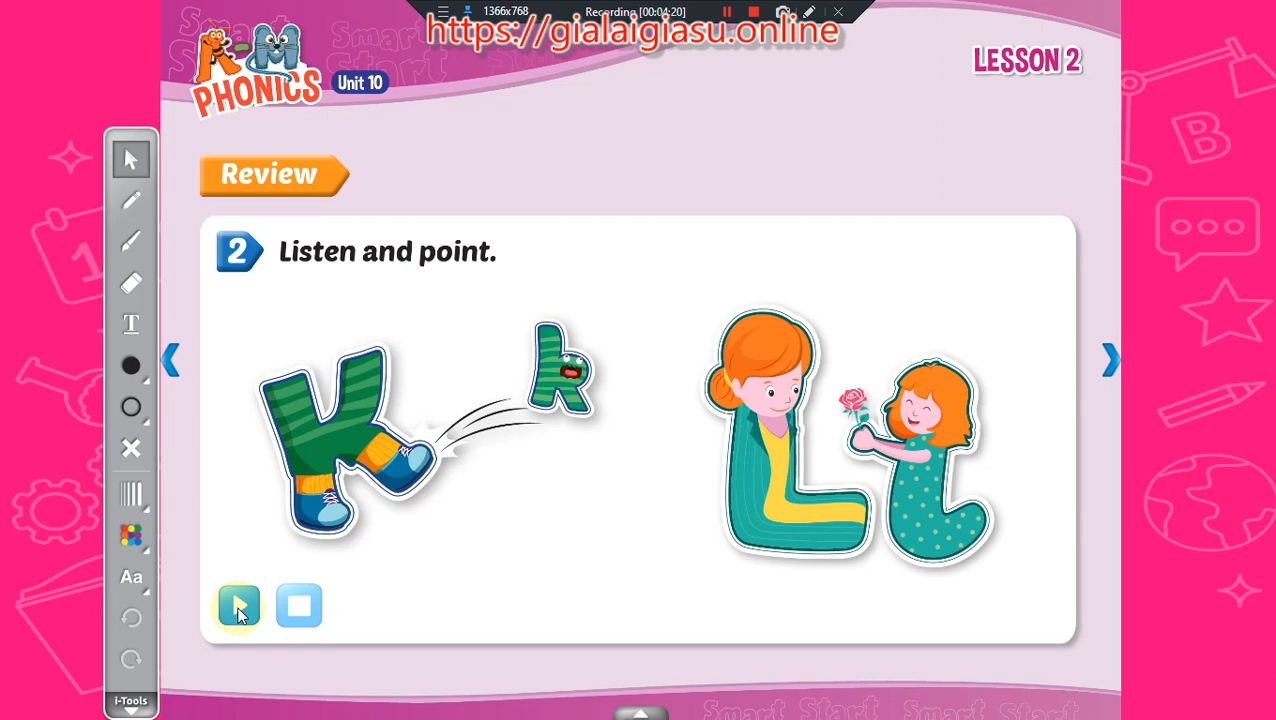 1366x768
Recording [00:04:20]
https://gialaigiasu.online
Smart
Start
Smart
Start
PHONICS
Unit 10
LESSON 2
Review
2 Listen and point.
K
k
L
l
T
Aa
i-Tools
B
1
Smart
Start